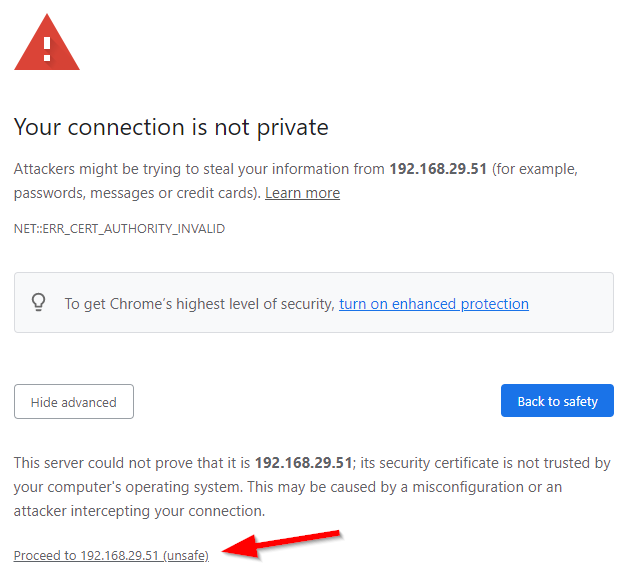 Your connection is not private
Attackers might be trying to steal your information from 192.168.29.51 (for example,
passwords, messages or credit cards). Learn more
NET::ERR_CERT_AUTHORITY_INVALID
To get Chrome’s highest level of security, turn on enhanced protection
Hide advanced
Back to safety
This server could not prove that it is 192.168.29.51; its security certificate is not trusted by
your computer's operating system. This may be caused by a misconfiguration or an
attacker intercepting your connection.
Proceed to 192.168.29.51 (unsafe)